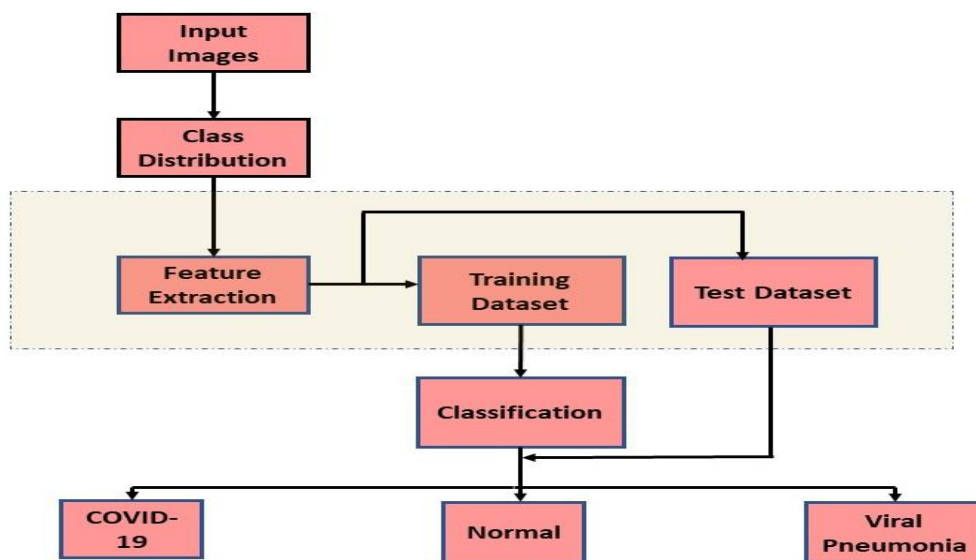 Input
Images
Class
Distribution
Feature
Extraction
Training
Dataset
Test Dataset
Classification
COVID-
19
Normal
Viral
Pneumonia